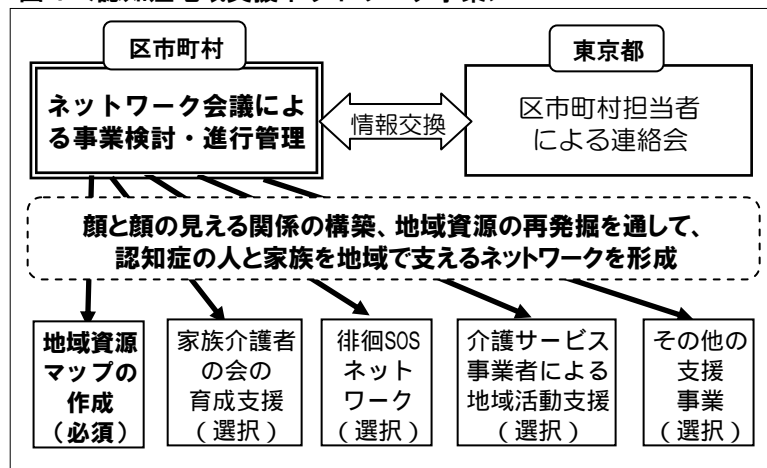 区市町村
東京都
ネットワーク会議によ
る事業検討・進行管理
情報交換
区市町村担当者
による連絡会
顔と顔の見える関係の構築、地域資源の再発掘を通して、
認知症の人と家族を地域で支えるネットワークを形成
地域資源
マップの
作成
(必須)
家族介護者
の会の
育成支援
(選択)
徘徊SOS
ネット
ワーク
(選択)
介護サービス
事業者による
地域活動支援
(選択)
その他の
支援
事業
(選択)